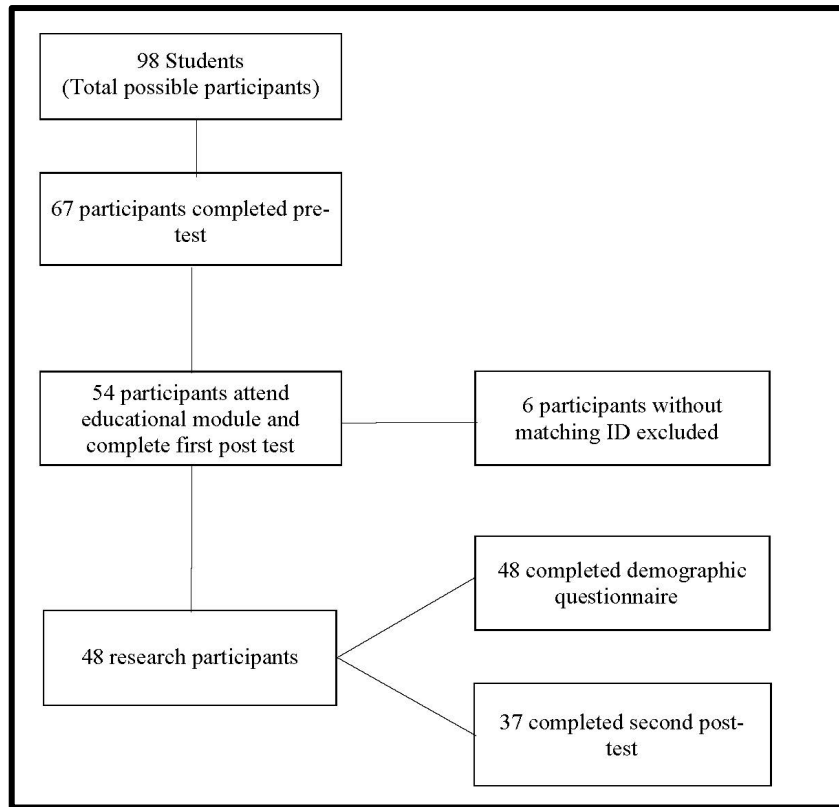 98 Students
(Total possible participants)
67 participants completed pre-
test
54 participants attend
educational module and
complete first post test
6 participants without
matching ID excluded
48 completed demographic
questionnaire
48 research participants
37 completed second post-
test